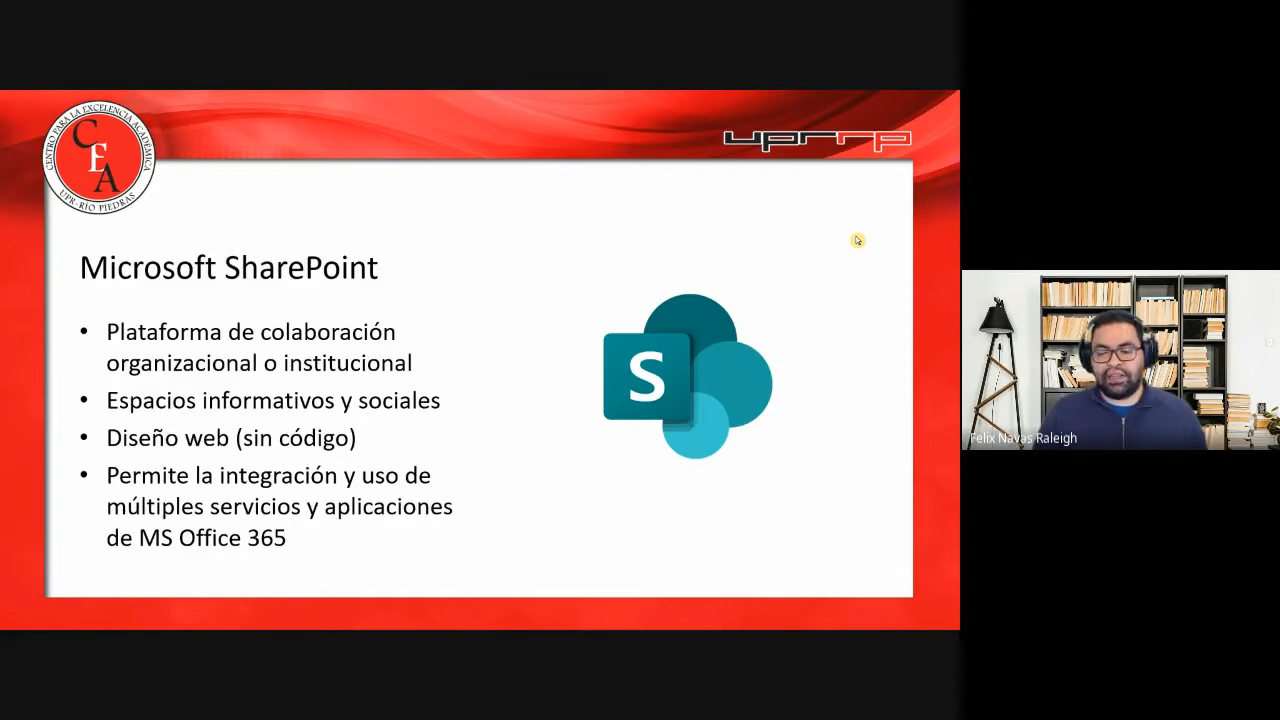 CENTRO PARA LA EXCELENCIA ACADÉMICA
CEA
UPR-RÍO PIEDRAS
uprrp
Microsoft SharePoint
• Plataforma de colaboración
organizacional o institucional
• Espacios informativos y sociales
• Diseño web (sin código)
• Permite la integración y uso de
múltiples servicios y aplicaciones
de MS Office 365
S
Felix Navas Raleigh